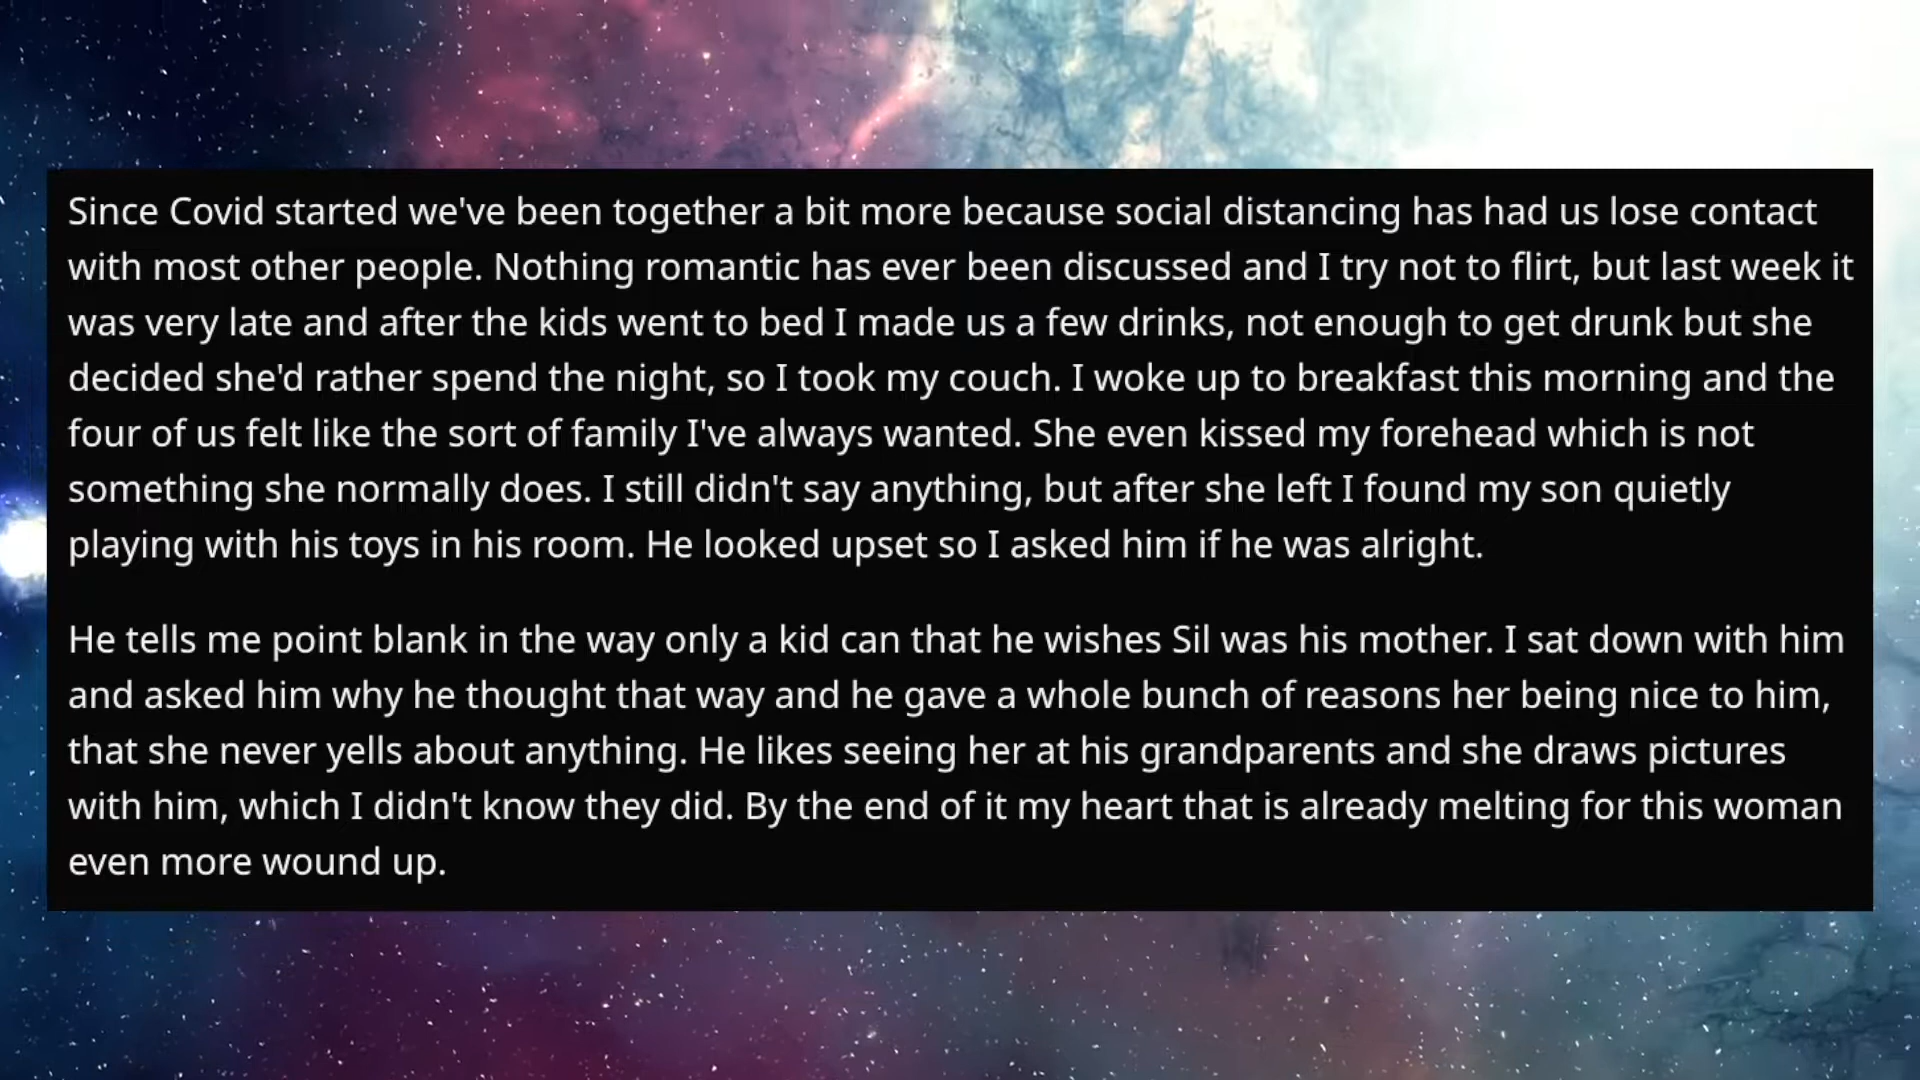 Since Covid started we've been together a bit more because social distancing has had us lose contact
with most other people. Nothing romantic has ever been discussed and I try not to flirt, but last week it
was very late and after the kids went to bed I made us a few drinks, not enough to get drunk but she
decided she'd rather spend the night, so I took my couch. I woke up to breakfast this morning and the
four of us felt like the sort of family I've always wanted. She even kissed my forehead which is not
something she normally does. I still didn't say anything, but after she left I found my son quietly
playing with his toys in his room. He looked upset so I asked him if he was alright.
He tells me point blank in the way only a kid can that he wishes Sil was his mother. I sat down with him
and asked him why he thought that way and he gave a whole bunch of reasons her being nice to him,
that she never yells about anything. He likes seeing her at his grandparents and she draws pictures
with him, which I didn't know they did. By the end of it my heart that is already melting for this woman
even more wound up.